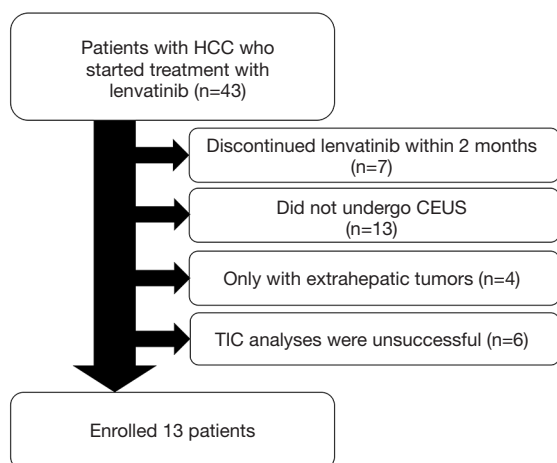 Patients with HCC who
started treatment with
lenvatinib (n=43)
Discontinued lenvatinib within 2 months
(n=7)
Did not undergo CEUS
(n=13)
Only with extrahepatic tumors (n=4)
TIC analyses were unsuccessful (n=6)
Enrolled 13 patients